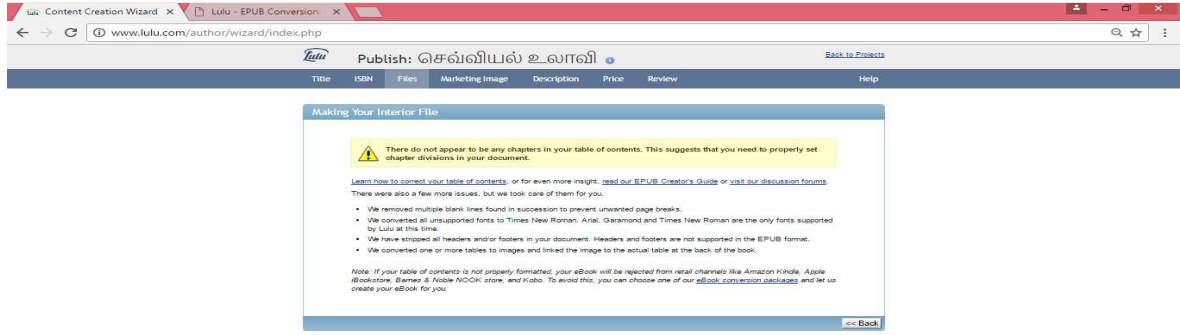 Content Creation Wizard × Lulu - EPUB Conversion: ×
www.lulu.com/author/wizard/index.php
Lulu Publish: செவ்வியல் உலாவி Back to Projects
Title ISBN Files Marketing Image Description Price Review Help
Making Your Interior File
There do not appear to be any chapters in your table of contents. This suggests that you need to properly set
chapter divisions in your document.
Learn how to correct your table of contents, or for even more insight, read our EPUB Creator's Guide or visit our discussion forums.
There were also a few more issues, but we took care of them for you.
• We removed multiple blank lines found in succession to prevent unwanted page breaks.
• We converted all unsupported fonts to Times New Roman. Arial, Garamond and Times New Roman are the only fonts supported
by Lulu at this time.
• We have stripped all headers and/or footers in your document. Headers and footers are not supported in the EPUB format.
• We converted one or more tables to images and linked the image to the actual table at the back of the book.
Note: If your table of contents is not properly formatted, your eBook will be rejected from retail channels like Amazon Kindle, Apple
iBookstore, Barnes & Noble NOOK store, and Kobo. To avoid this, you can choose one of our eBook conversion packages and let us
create your eBook for you.
<< Back